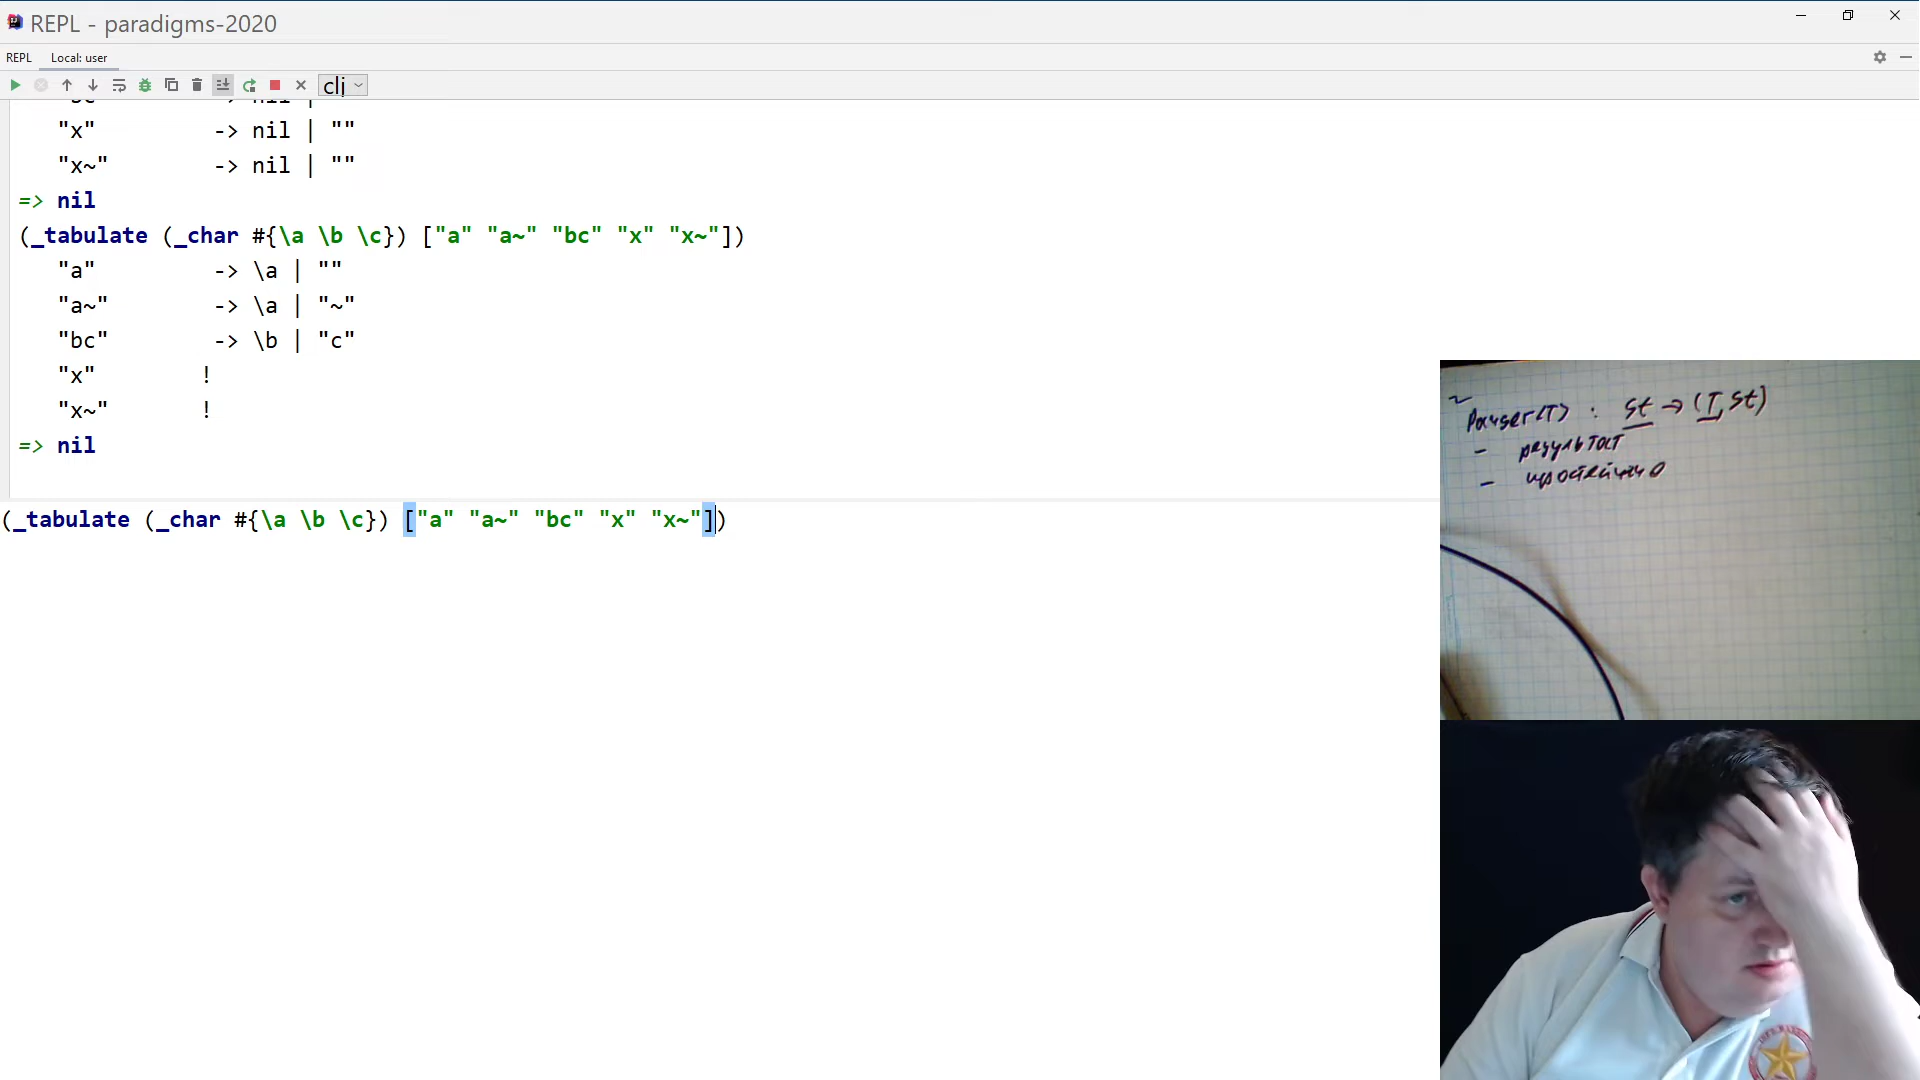 REPL - paradigms-2020
REPL Local: user
clj
"x" -> nil | ""
"x~" -> nil | ""
=> nil
(_tabulate (_char #{\a \b \c}) ["a" "a~" "bc" "x" "x~"])
"a" -> \a | ""
"a~" -> \a | "~"
"bc" -> \b | "c"
"x" !
"x~" !
=> nil
(_tabulate (_char #{\a \b \c}) ["a" "a~" "bc" "x" "x~"])
Parser(T) : St → (T, St)
- результат